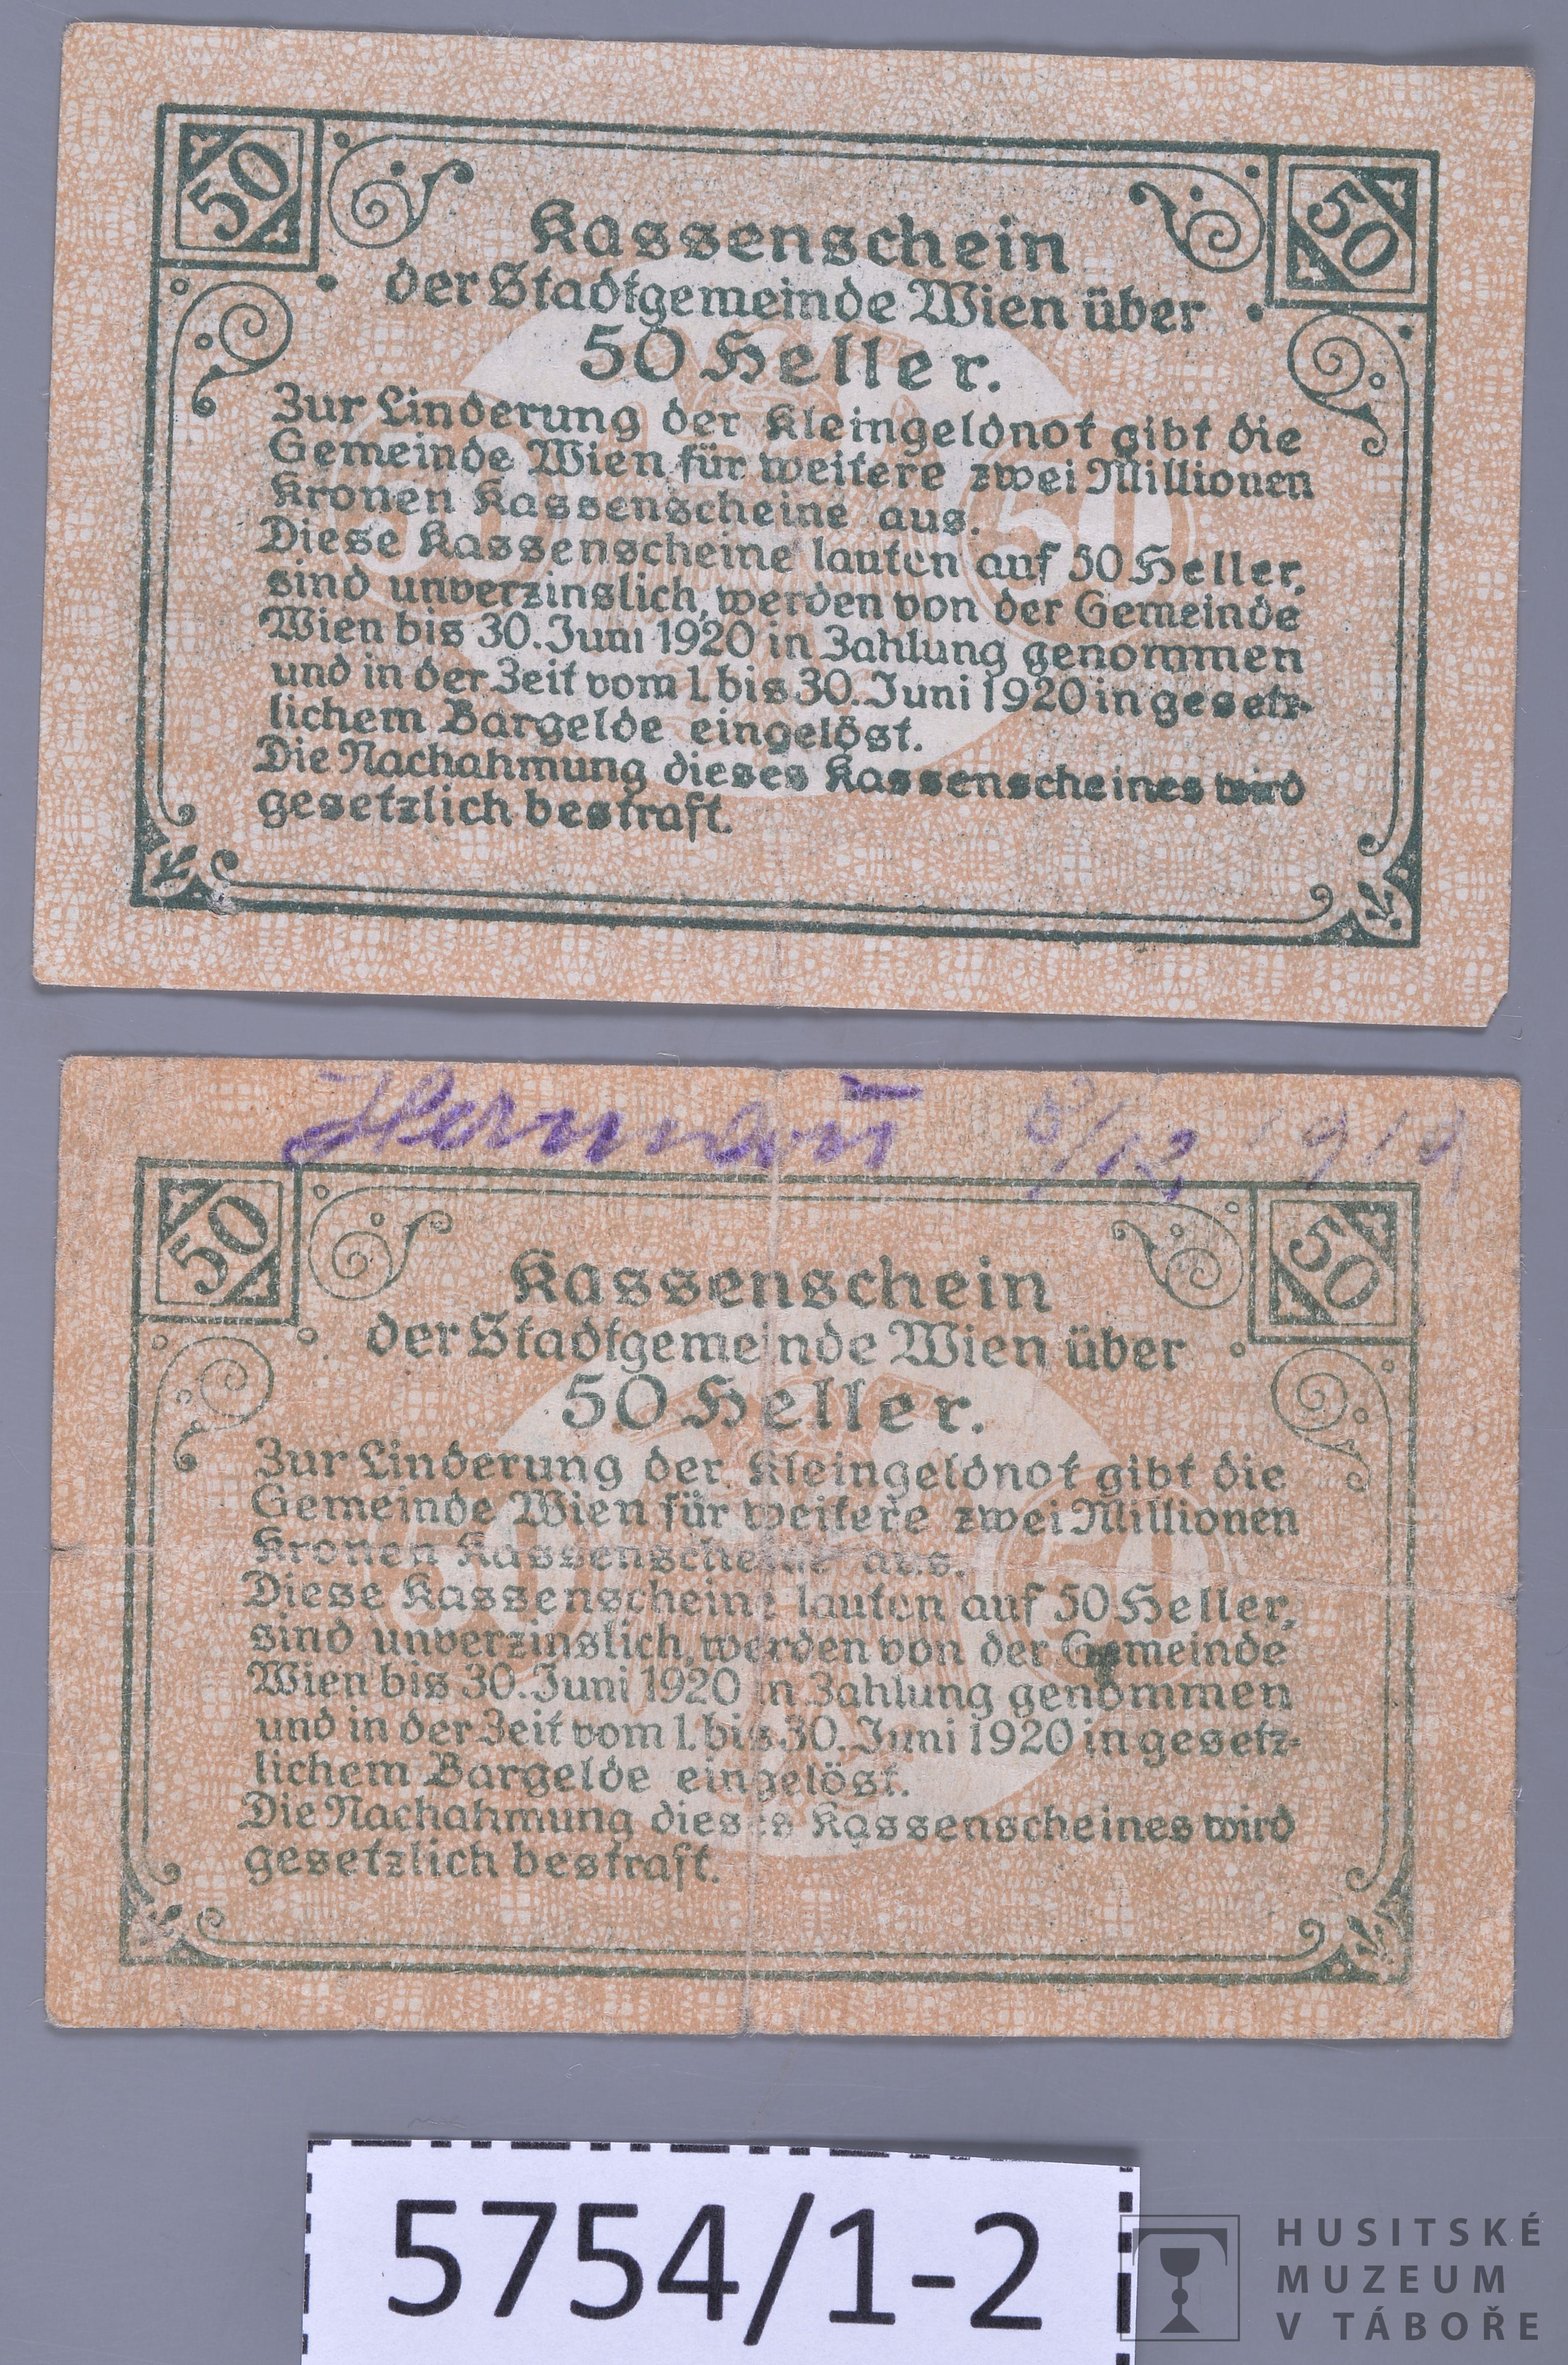 50
50
Kassenschein
der Stadtgemeinde Wien über
50 Heller.
Zur Linderung der Kleingeldnot gibt die
Gemeinde Wien für weitere zwei Millionen
Kronen Kassenscheine aus.
Diese Kassenscheine lauten auf 50 Heller,
sind unverzinslich, werden von der Gemeinde
Wien bis 30. Juni 1920 in Zahlung genommen
und in der Zeit vom 1. bis 30. Juni 1920 in gesetz-
lichem Bargelde eingelöst.
Die Nachahmung dieses Kassenscheines wird
gesetzlich bestraft.
50
50
50
50
Kassenschein
der Stadtgemeinde Wien über
50 Heller.
Zur Linderung der Kleingeldnot gibt die
Gemeinde Wien für weitere zwei Millionen
Kronen Kassenscheine aus.
Diese Kassenscheine lauten auf 50 Heller,
sind unverzinslich, werden von der Gemeinde
Wien bis 30. Juni 1920 in Zahlung genommen
und in der Zeit vom 1. bis 30. Juni 1920 in gesetz-
lichem Bargelde eingelöst.
Die Nachahmung dieses Kassenscheines wird
gesetzlich bestraft.
50
50
5754/1-2
HUSITSKÉ
MUZEUM
V TÁBOŘE